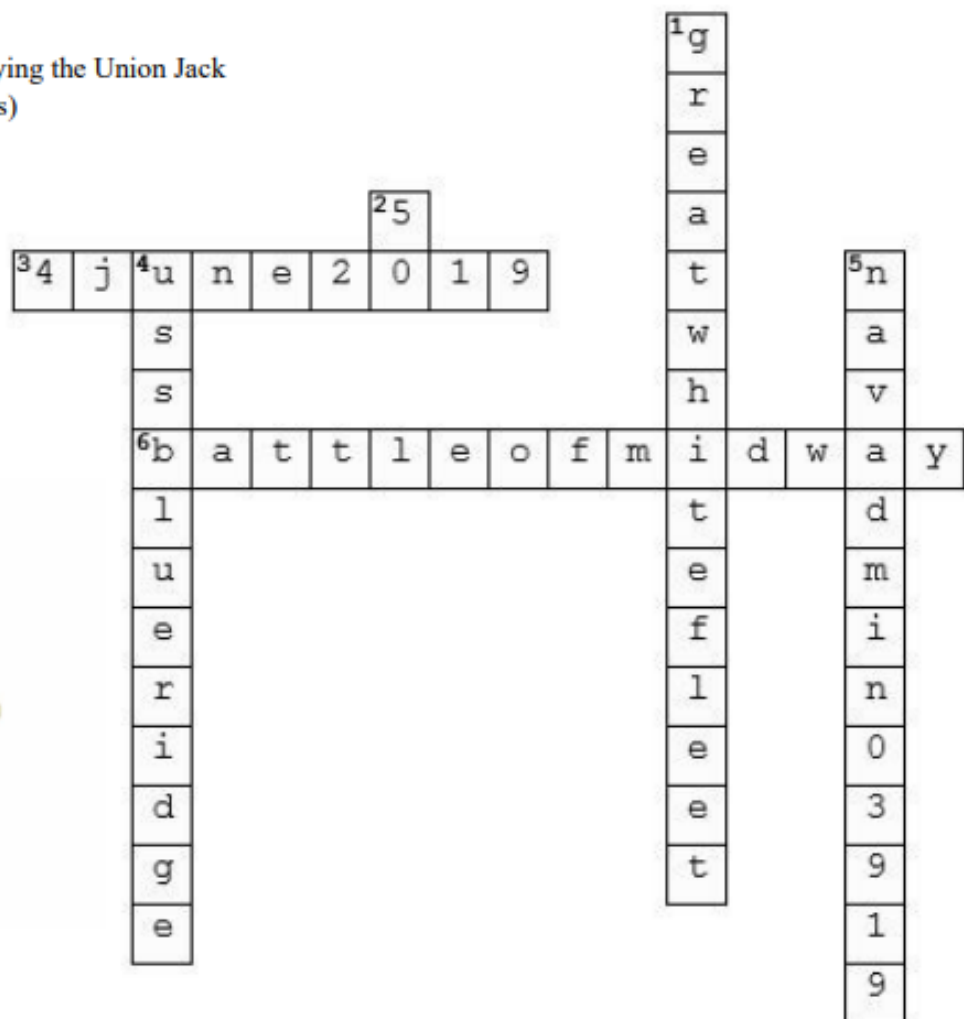 ying the Union Jack
s)
1 g
r
e
2 5 a
3 4 j 4 u n e 2 0 1 9 t 5 n
s w a
s h v
6 b a t t l e o f m i d w a y
l t d
u e m
e f i
r l n
i e 0
d e 3
g t 9
e 1
9